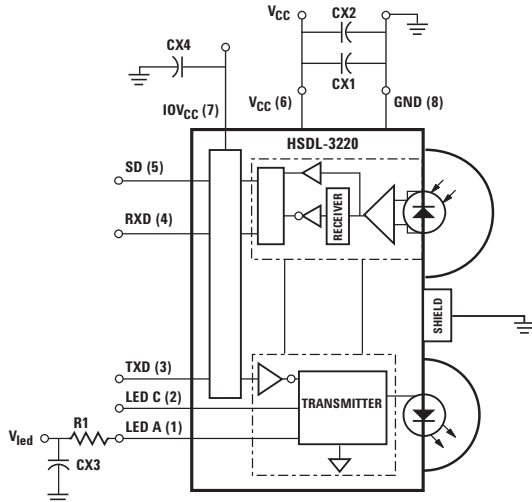 VCC
CX2
CX4
CX1
IOVCC (7)
VCC (6)
GND (8)
HSDL-3220
SD (5)
RXD (4)
RECEIVER
SHIELD
TXD (3)
LED C (2)
TRANSMITTER
Vled
R1
LED A (1)
CX3